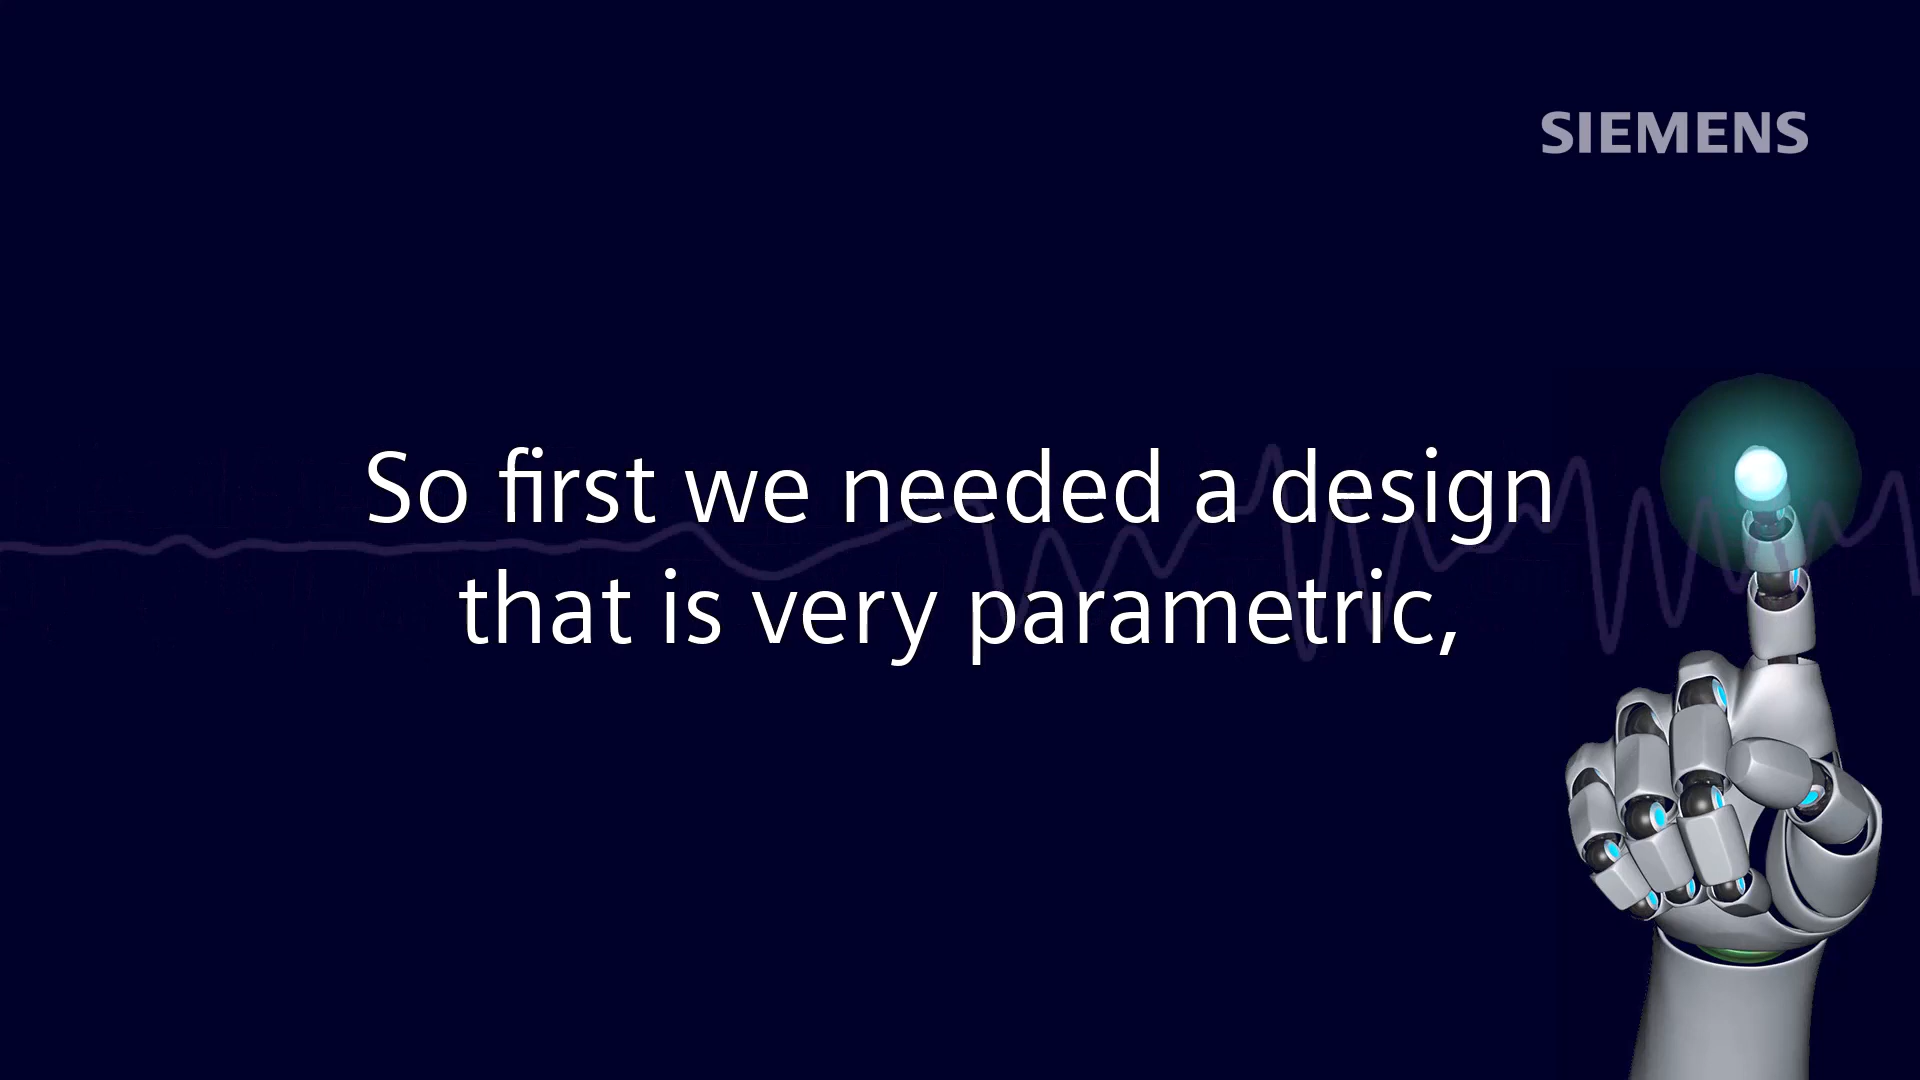 SIEMENS
So first we needed a design
that is very parametric,